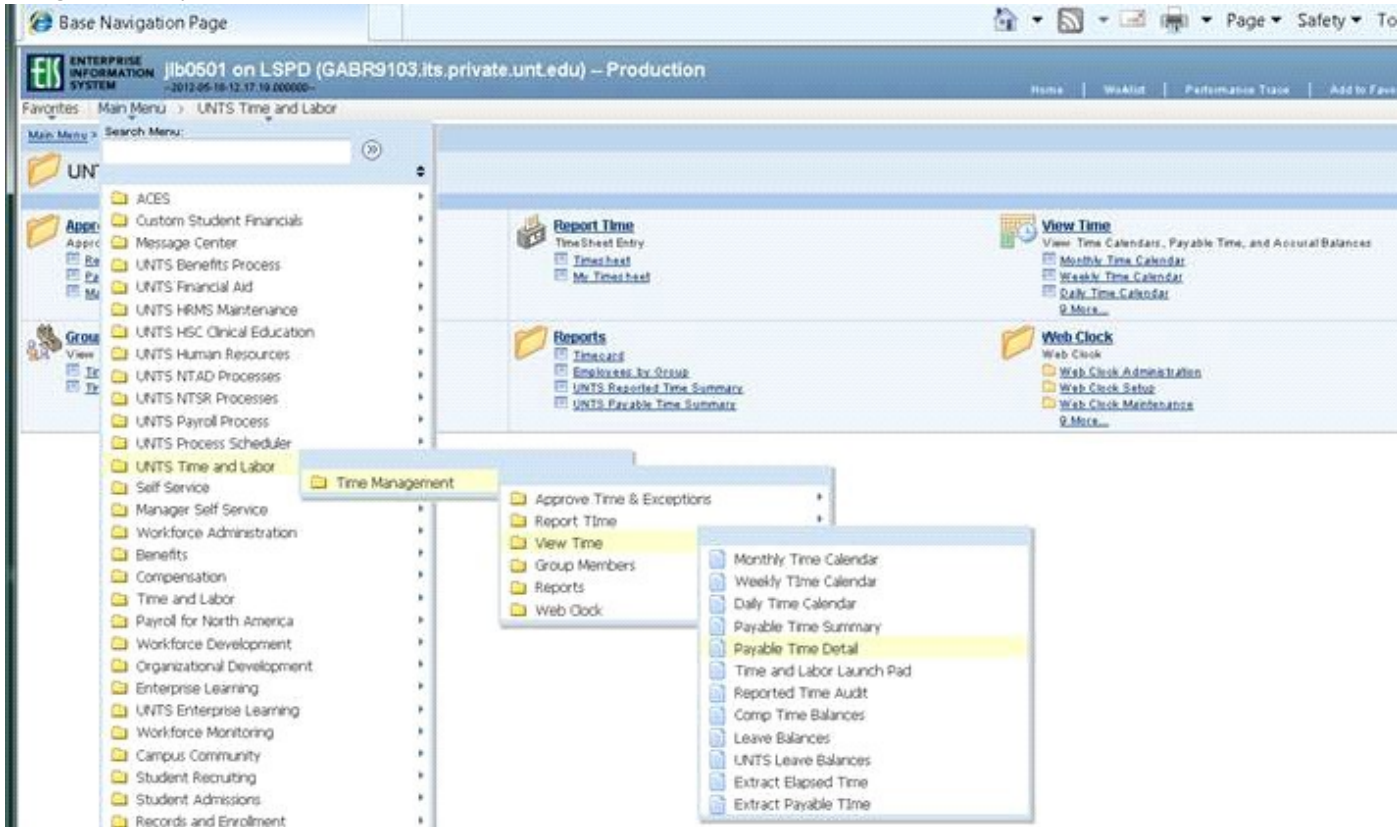 Base Navigation Page
Page Safety To
ENTERPRISE
INFORMATION
SYSTEM
EIS
jlb0501 on LSPD (GABR9103.its.private.unt.edu) – Production
Home | Worklist | Performance Trace | Add to Favo
Favorites Main Menu > UNTS Time and Labor
Main Menu >
Search Menu:
UNT
ACES
Custom Student Financials
Message Center
UNTS Benefits Process
UNTS Financial Aid
UNTS HRMS Maintenance
UNTS HSC Clinical Education
UNTS Human Resources
UNTS NTAD Processes
UNTS NTSR Processes
UNTS Payroll Process
UNTS Process Scheduler
UNTS Time and Labor
Self Service
Manager Self Service
Workforce Administration
Benefits
Compensation
Time and Labor
Payroll for North America
Workforce Development
Organizational Development
Enterprise Learning
UNTS Enterprise Learning
Workforce Monitoring
Campus Community
Student Recruiting
Student Admissions
Records and Enrollment
Appr
Appro
Re
Pa
Grou
View
Report TIme
TimeSheet Entry
Timesheet
My Timesheet
View Time
View Time Calendars, Payable Time, and Accural Balances
Monthly Time Calendar
Weekly Time Calendar
Daily Time Calendar
9 More...
Reports
Timecard
Employees by Group
UNTS Reported Time Summary
UNTS Payable Time Summary
Web Clock
Web Clock
Web Clock Administration
Web Clock Setup
Web Clock Maintenance
9 More...
Time Management
Approve Time & Exceptions
Report TIme
View Time
Group Members
Reports
Web Clock
Monthly Time Calendar
Weekly TIme Calendar
Daily Time Calendar
Payable Time Summary
Payable Time Detail
Time and Labor Launch Pad
Reported Time Audit
Comp Time Balances
Leave Balances
UNTS Leave Balances
Extract Elapsed Time
Extract Payable TIme